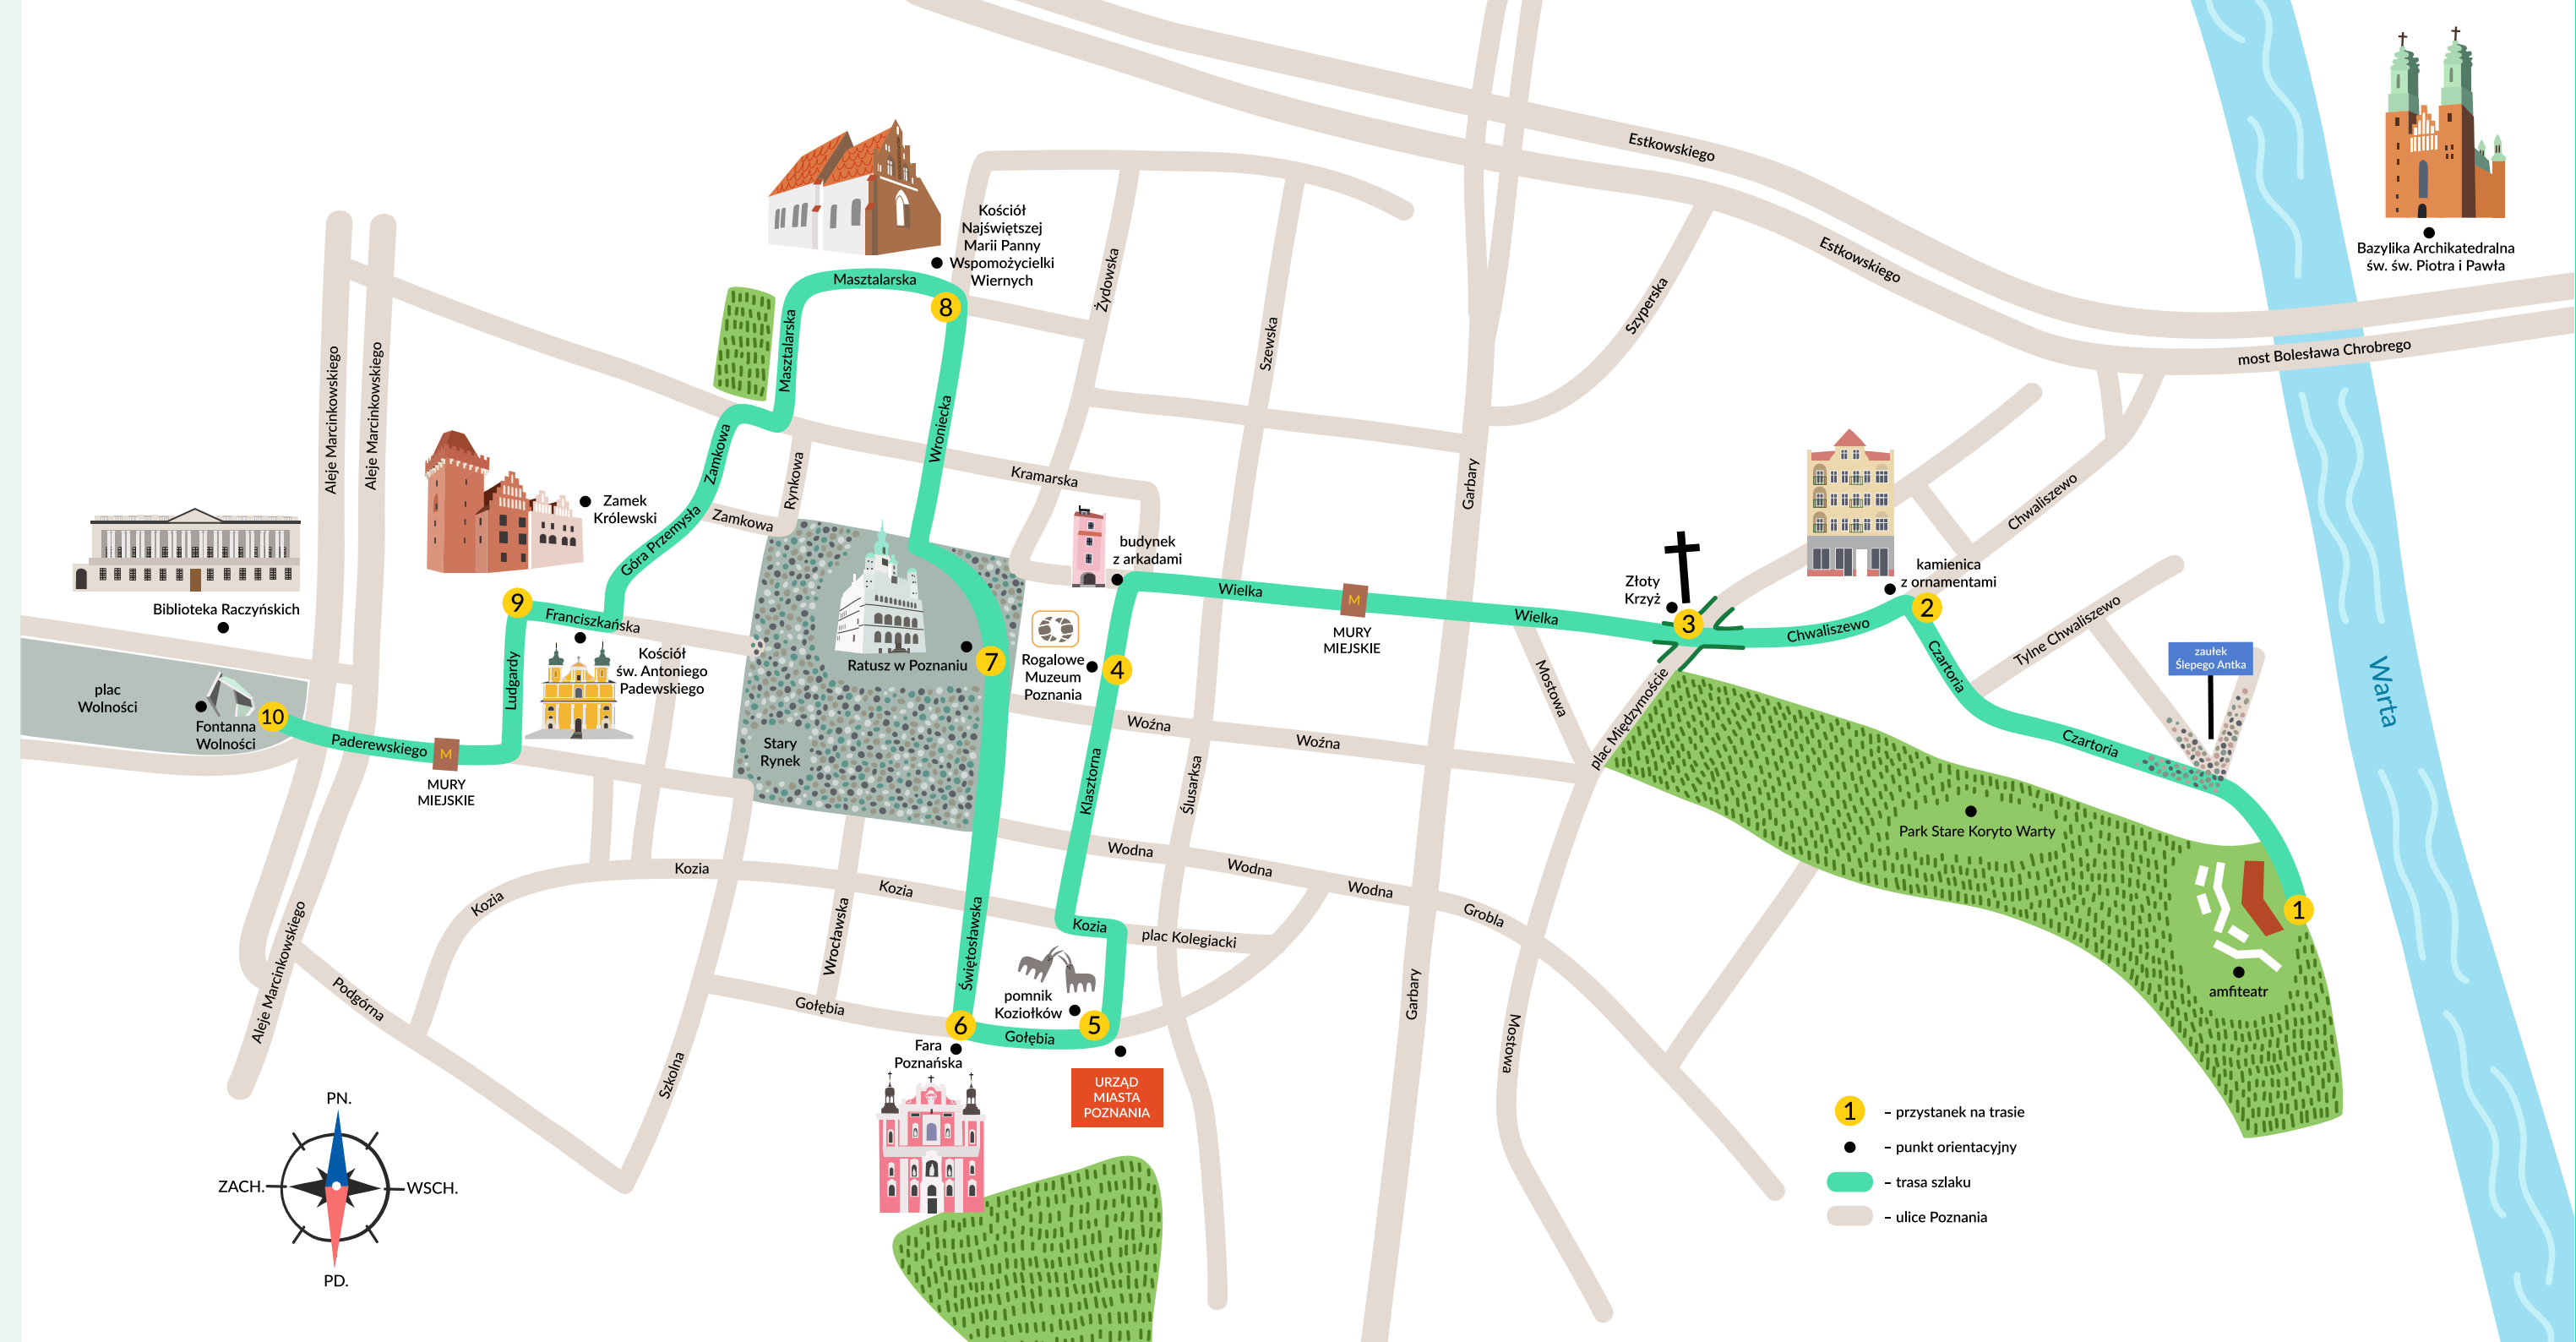 Estkowskiego
Estkowskiego
Bazylika Archikatedralna
św. św. Piotra i Pawła
most Bolesława Chrobrego
Kościół
Najświętszej
Marii Panny
Wspomożycielki
Wiernych
Masztalarska
Masztalarska
8
Żydowska
Szewska
Szyperska
Aleje Marcinkowskiego
Aleje Marcinkowskiego
Wroniecka
Zamkowa
Rynkowa
Kramarska
Garbary
Zamek
Królewski
Zamkowa
Góra Przemysła
Chwaliszewo
budynek
z arkadami
kamienica
z ornamentami
Złoty
Krzyż
Biblioteka Raczyńskich
9
Franciszkańska
Wielka
M
MURY
MIEJSKIE
Wielka
3
Chwaliszewo
2
Tylne Chwaliszewo
Czartoria
zaułek
Ślepego Antka
Warta
Kościół
św. Antoniego
Padewskiego
Ludgardy
Ratusz w Poznaniu
7
Rogalowe
Muzeum
Poznania
4
Mostowa
plac Międzymoście
plac
Wolności
Fontanna
Wolności
10
Paderewskiego
M
MURY
MIEJSKIE
Stary
Rynek
Woźna
Woźna
Czartoria
Klasztorna
Ślusarksa
Park Stare Koryto Warty
Wodna
Wodna
Wodna
Grobla
Kozia
Kozia
Kozia
Kozia
plac Kolegiacki
1
amfiteatr
Świętosławska
Wrocławska
Aleje Marcinkowskiego
Podgórna
Gołębia
pomnik
Koziołków
5
6
Gołębia
Garbary
Mostowa
Szkolna
Fara
Poznańska
URZĄD
MIASTA
POZNANIA
PN.
ZACH.
WSCH.
PD.
1
– przystanek na trasie
– punkt orientacyjny
– trasa szlaku
– ulice Poznania